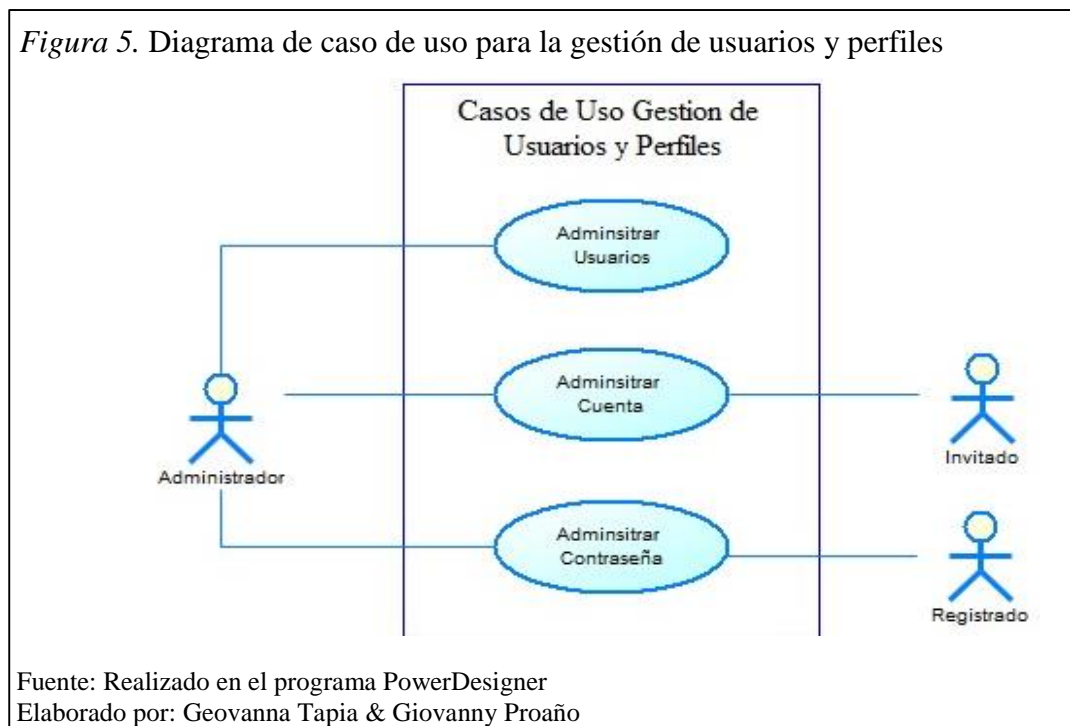 Figura 5. Diagrama de caso de uso para la gestión de usuarios y perfiles
Casos de Uso Gestion de
Usuarios y Perfiles
Adminsitrar
Usuarios
Adminsitrar
Cuenta
Administrador
Invitado
Adminsitrar
Contraseña
Registrado
Fuente: Realizado en el programa PowerDesigner
Elaborado por: Geovanna Tapia & Giovanny Proaño